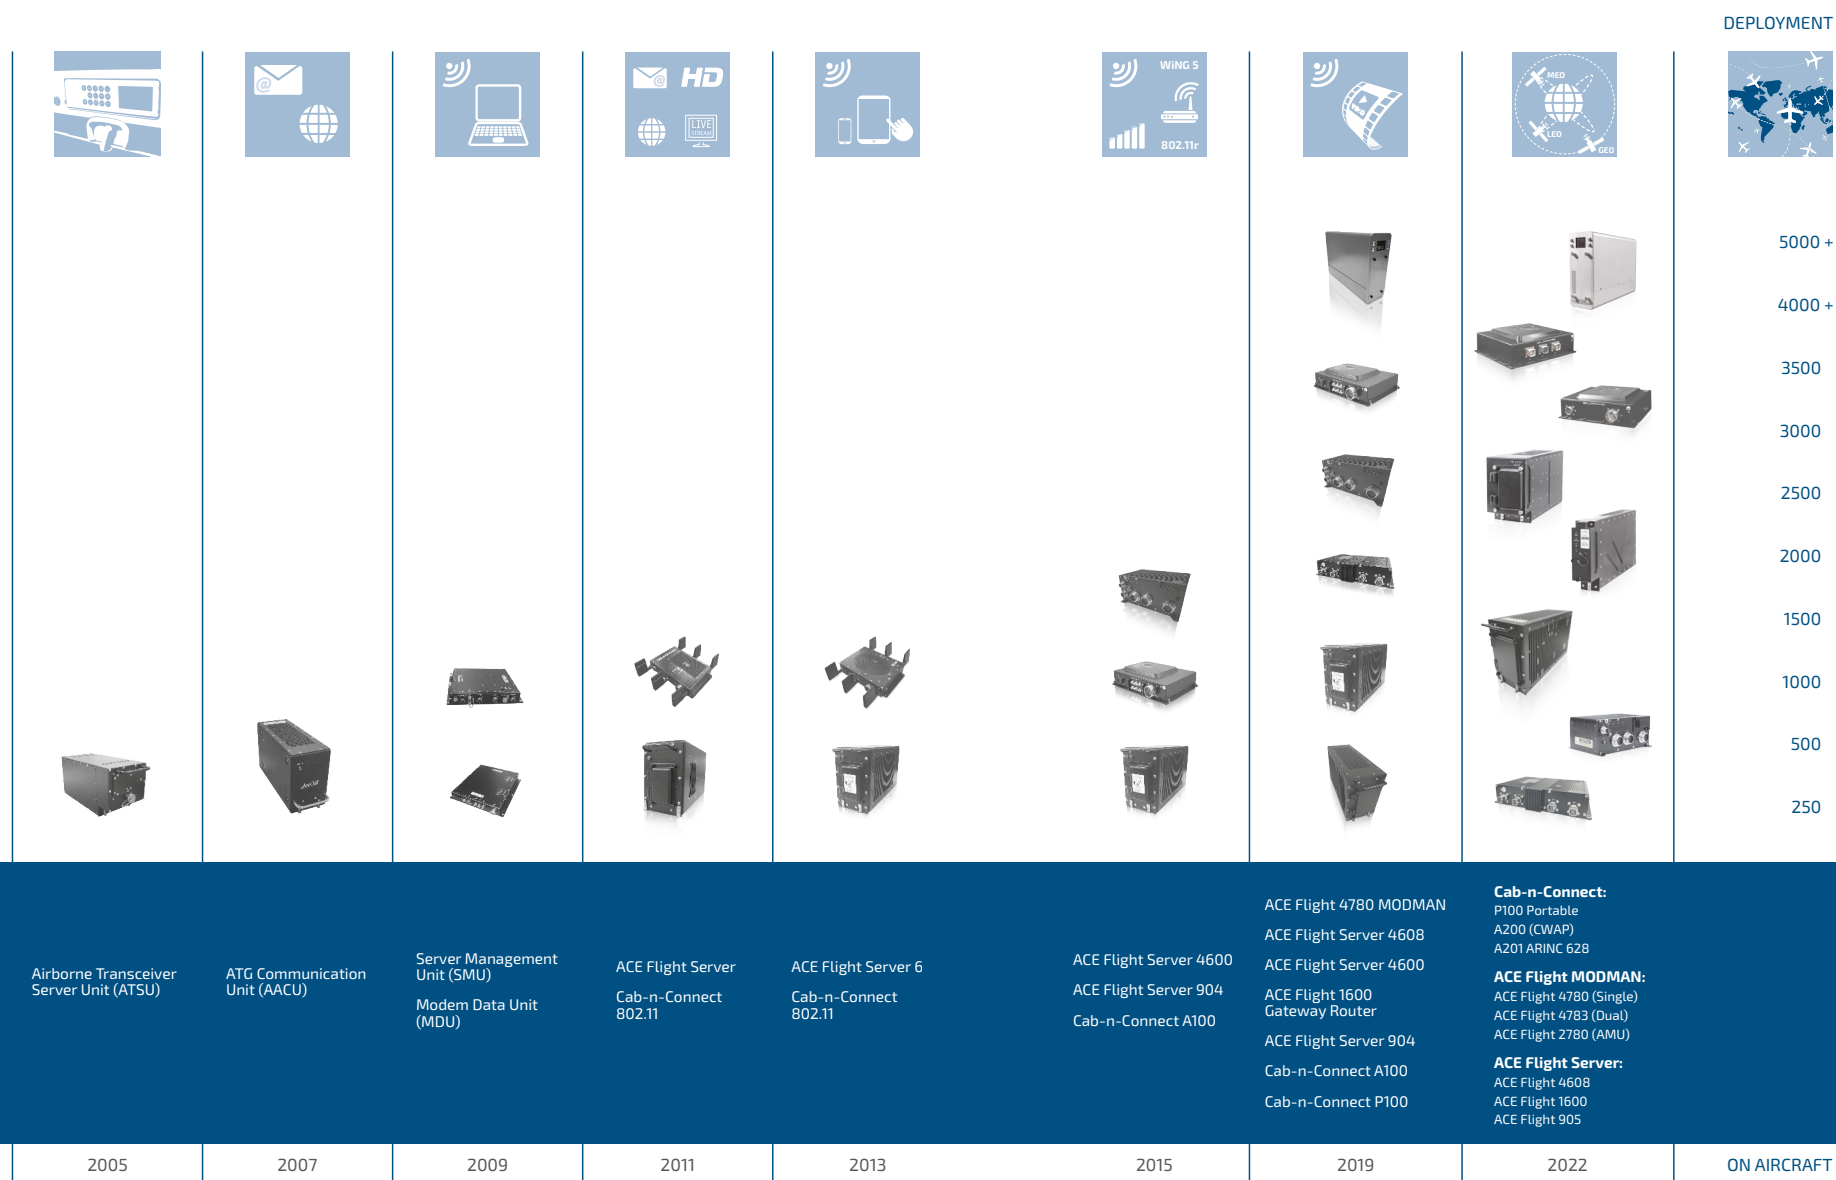 DEPLOYMENT
@
HD
@
LIVE
STREAM
WiNG 5
802.11r
VIDEO
MEO
LEO
GEO
5000 +
4000 +
3500
3000
2500
2000
1500
1000
500
250
Airborne Transceiver
Server Unit (ATSU)
ATG Communication
Unit (AACU)
Server Management
Unit (SMU)
Modem Data Unit
(MDU)
ACE Flight Server
Cab-n-Connect
802.11
ACE Flight Server 6
Cab-n-Connect
802.11
ACE Flight Server 4600
ACE Flight Server 904
Cab-n-Connect A100
ACE Flight 4780 MODMAN
ACE Flight Server 4608
ACE Flight Server 4600
ACE Flight 1600
Gateway Router
ACE Flight Server 904
Cab-n-Connect A100
Cab-n-Connect P100
Cab-n-Connect:
P100 Portable
A200 (CWAP)
A201 ARINC 628
ACE Flight MODMAN:
ACE Flight 4780 (Single)
ACE Flight 4783 (Dual)
ACE Flight 2780 (AMU)
ACE Flight Server:
ACE Flight 4608
ACE Flight 1600
ACE Flight 905
2005
2007
2009
2011
2013
2015
2019
2022
ON AIRCRAFT